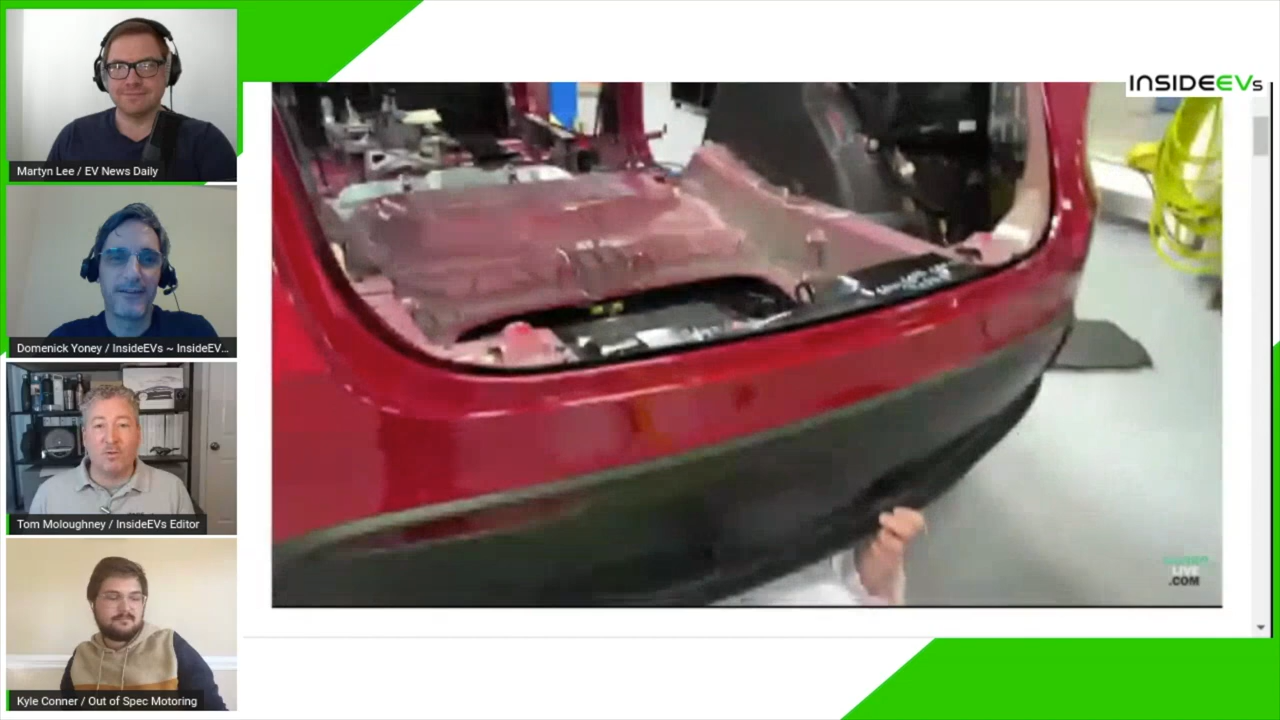 Martyn Lee / EV News Daily
Domenick Yoney / InsideEVs ~ InsideEV...
Tom Moloughney / InsideEVs Editor
Kyle Conner / Out of Spec Motoring
INSIDEEVs
LIVE
.COM